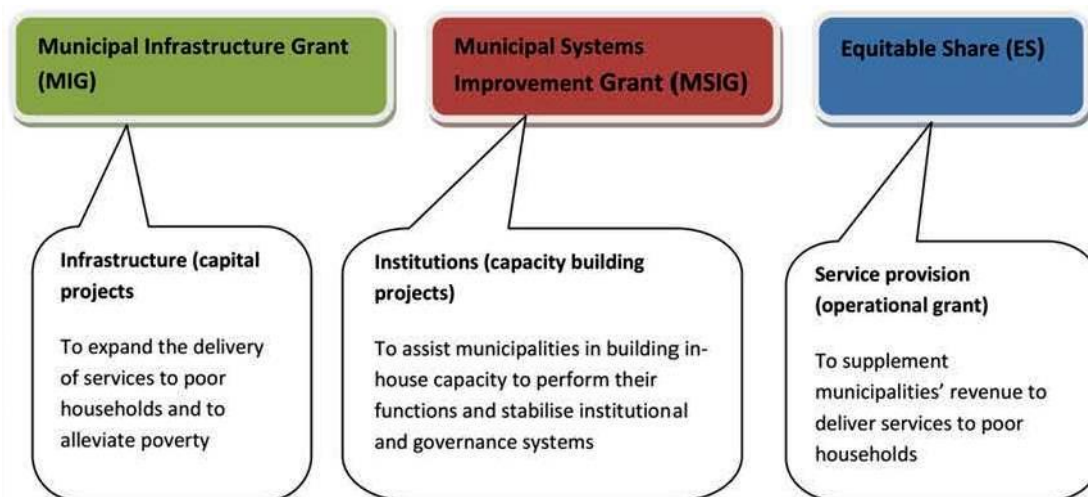 Municipal Infrastructure Grant
(MIG)
Municipal Systems
Improvement Grant (MSIG)
Equitable Share (ES)
Infrastructure (capital
projects
To expand the delivery
of services to poor
households and to
alleviate poverty
Institutions (capacity building
projects)
To assist municipalities in building in-
house capacity to perform their
functions and stabilise institutional
and governance systems
Service provision
(operational grant)
To supplement
municipalities’ revenue to
deliver services to poor
households